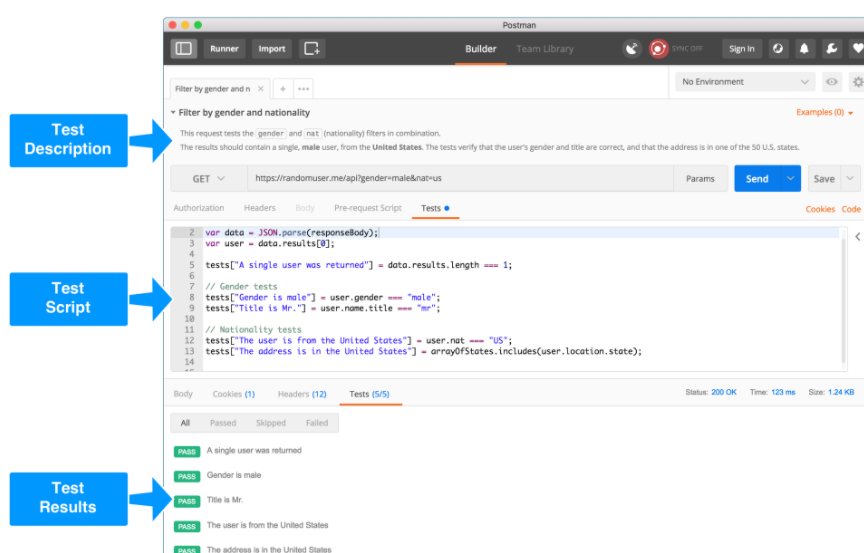 Postman
Runner
Import
Builder
Team Library
SYNC OFF
Sign In
Filter by gender and n
No Environment
Filter by gender and nationality
Examples (0)
This request tests the gender and nat (nationality) filters in combination.
The results should contain a single, male user, from the United States. The tests verify that the user's gender and title are correct, and that the address is in one of the 50 U.S. states.
Test
Description
GET
https://randomuser.me/api?gender=male&nat=us
Params
Send
Save
Authorization
Headers
Body
Pre-request Script
Tests
Cookies
Code
2 var data = JSON.parse(responseBody);
3 var user = data.results[0];
4
5 tests["A single user was returned"] = data.results.length === 1;
6
7 // Gender tests
8 tests["Gender is male"] = user.gender === "male";
9 tests["Title is Mr."] = user.name.title === "mr";
10
11 // Nationality tests
12 tests["The user is from the United States"] = user.nat === "US";
13 tests["The address is in the United States"] = arrayOfStates.includes(user.location.state);
14
Test
Script
Body
Cookies (1)
Headers (12)
Tests (5/5)
Status: 200 OK
Time: 123 ms
Size: 1.24 KB
All
Passed
Skipped
Failed
PASS A single user was returned
PASS Gender is male
PASS Title is Mr.
PASS The user is from the United States
PASS The address is in the United States
Test
Results